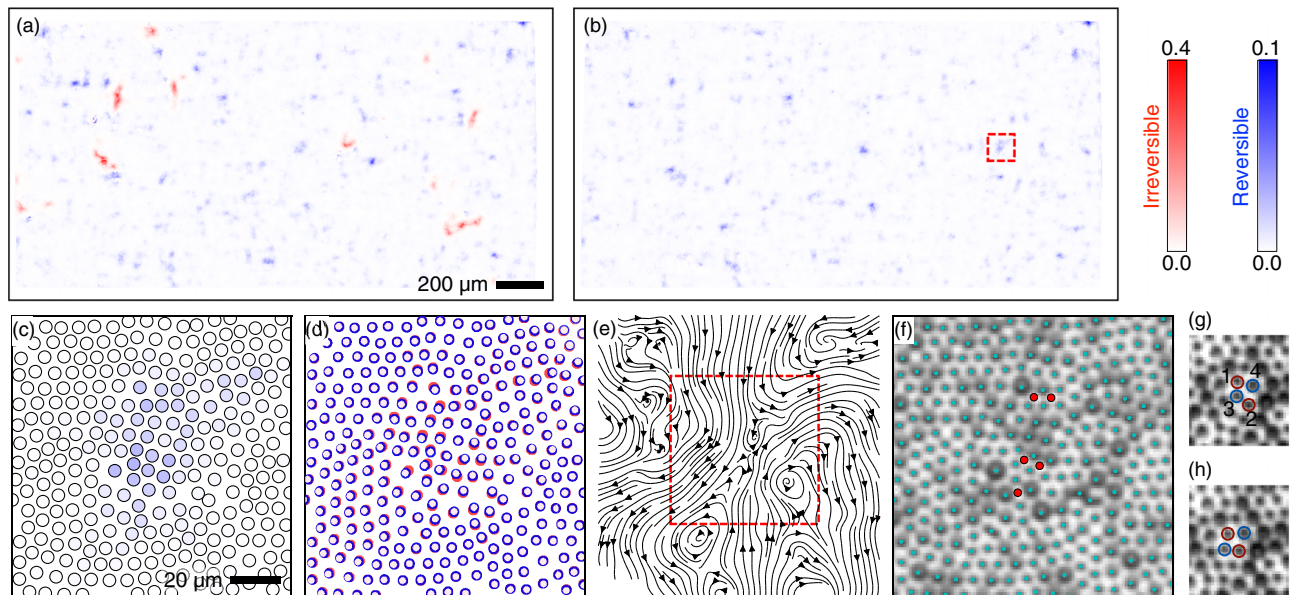 (a)
200 μm
(b)
0.4
Irreversible
0.0
0.1
Reversible
0.0
(c)
20 μm
(d)
(e)
(f)
(g)
1 4
3 2
(h)